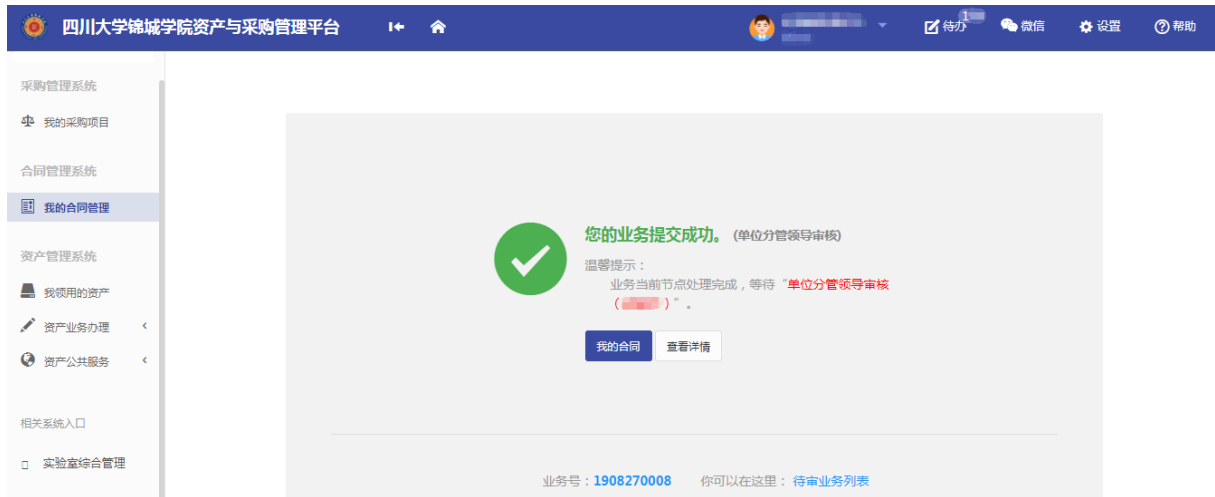 四川大学锦城学院资产与采购管理平台
待办
1
微信
设置
帮助
采购管理系统
我的采购项目
合同管理系统
我的合同管理
资产管理系统
我领用的资产
资产业务办理
资产公共服务
相关系统入口
实验室综合管理
您的业务提交成功。(单位分管领导审核)
温馨提示：
业务当前节点处理完成，等待“单位分管领导审核
（ ）”。
我的合同 查看详情
业务号：1908270008 你可以在这里： 待审业务列表